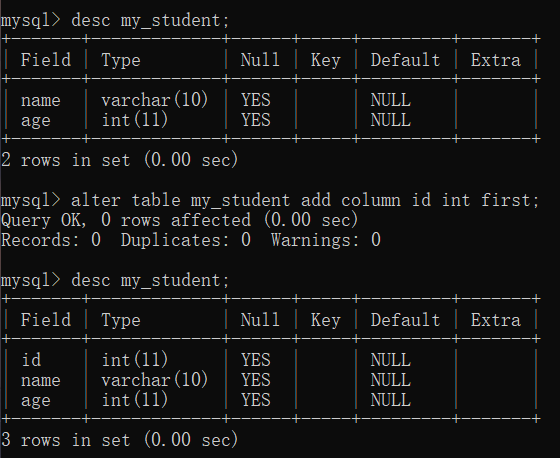 mysql> desc my_student;
+-------+-------------+------+-----+---------+-------+
| Field | Type        | Null | Key | Default | Extra |
+-------+-------------+------+-----+---------+-------+
| name  | varchar(10) | YES  |     | NULL    |       |
| age   | int(11)     | YES  |     | NULL    |       |
+-------+-------------+------+-----+---------+-------+
2 rows in set (0.00 sec)
mysql> alter table my_student add column id int first;
Query OK, 0 rows affected (0.00 sec)
Records: 0  Duplicates: 0  Warnings: 0
mysql> desc my_student;
+-------+-------------+------+-----+---------+-------+
| Field | Type        | Null | Key | Default | Extra |
+-------+-------------+------+-----+---------+-------+
| id    | int(11)     | YES  |     | NULL    |       |
| name  | varchar(10) | YES  |     | NULL    |       |
| age   | int(11)     | YES  |     | NULL    |       |
+-------+-------------+------+-----+---------+-------+
3 rows in set (0.00 sec)